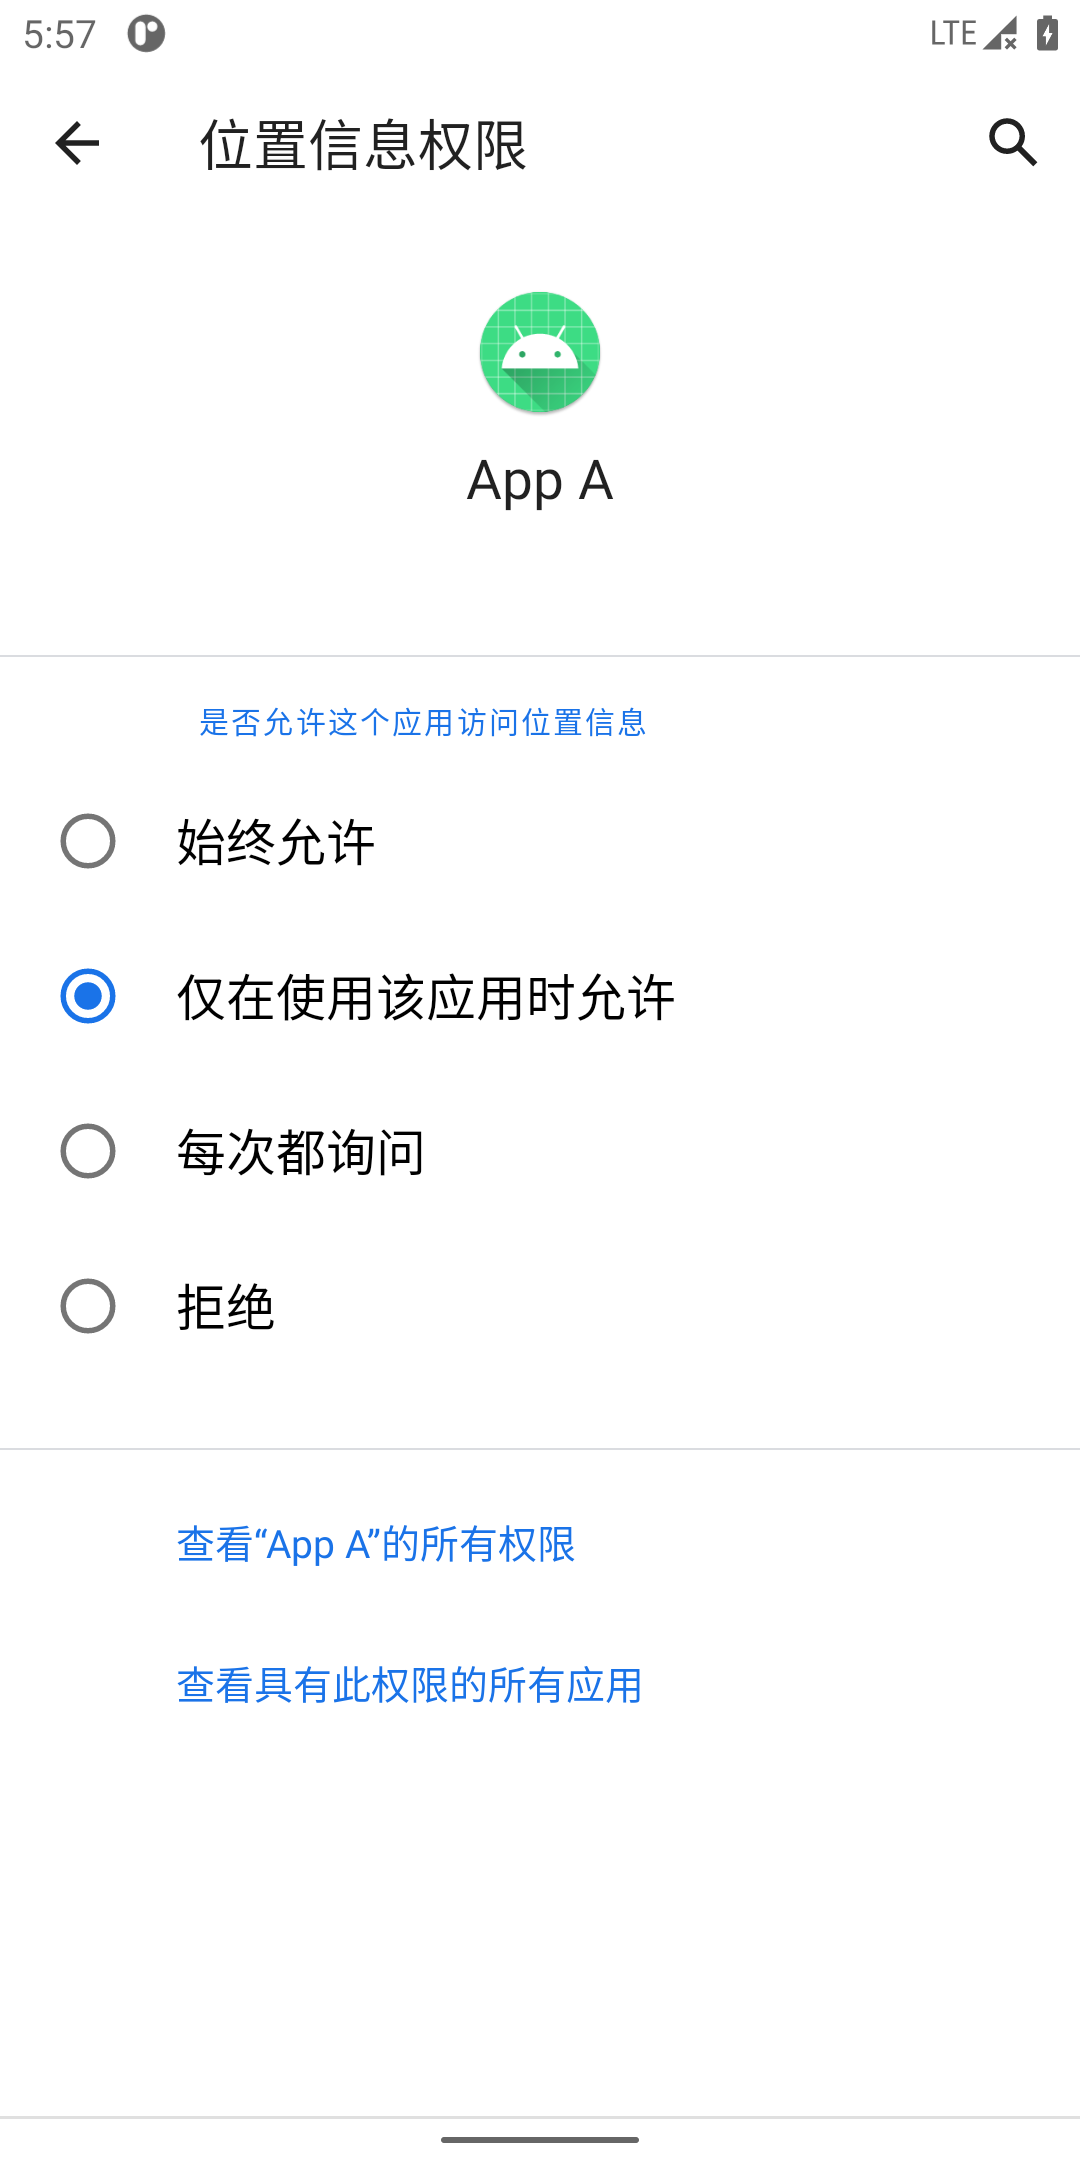 5:57
LTE
位置信息权限
App A
是否允许这个应用访问位置信息
始终允许
仅在使用该应用时允许
每次都询问
拒绝
查看“App A”的所有权限
查看具有此权限的所有应用